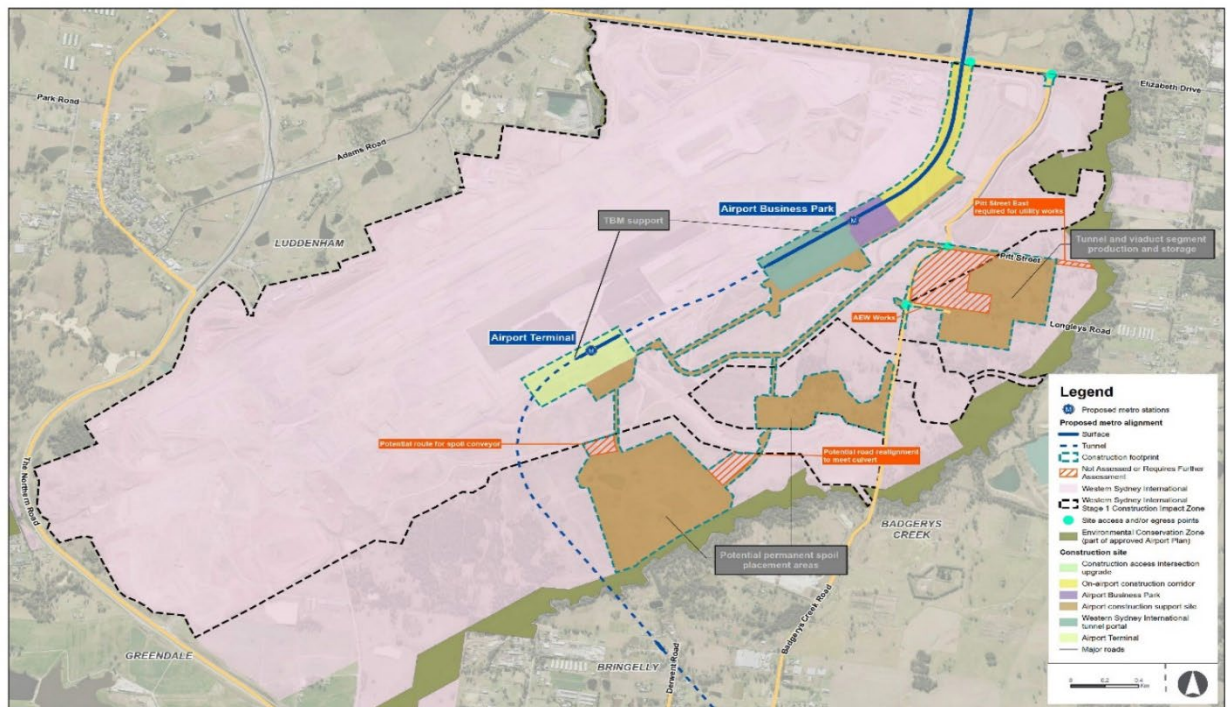 Park Road
Adams Road
Elizabeth Drive
LUDDENHAM
TBM support
Airport Business Park
M
Pitt Street East
required for utility works
Tunnel and viaduct segment
production and storage
Pitt Street
AEW Works
Longleys Road
Airport Terminal
M
Potential route for spoil conveyor
Potential road realignment
to meet culvert
The Northern Road
BADGERYS
CREEK
Potential permanent spoil
placement areas
Badgerys Creek Road
GREENDALE
BRINGELLY
Derwent Road
Legend
M Proposed metro stations
Proposed metro alignment
Surface
Tunnel
Construction footprint
Not Assessed or Requires Further
Assessment
Western Sydney International
Western Sydney International
Stage 1 Construction Impact Zone
Site access and/or egress points
Environmental Conservation Zone
(part of approved Airport Plan)
Construction site
Construction access intersection
upgrade
On-airport construction corridor
Airport Business Park
Airport construction support site
Western Sydney International
tunnel portal
Airport Terminal
Major roads
0 0.2 0.4